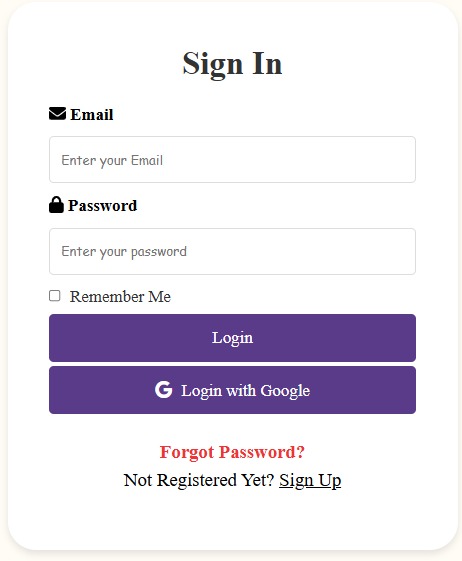 Sign In
Email
Enter your Email
Password
Enter your password
Remember Me
Login
G Login with Google
Forgot Password?
Not Registered Yet? Sign Up